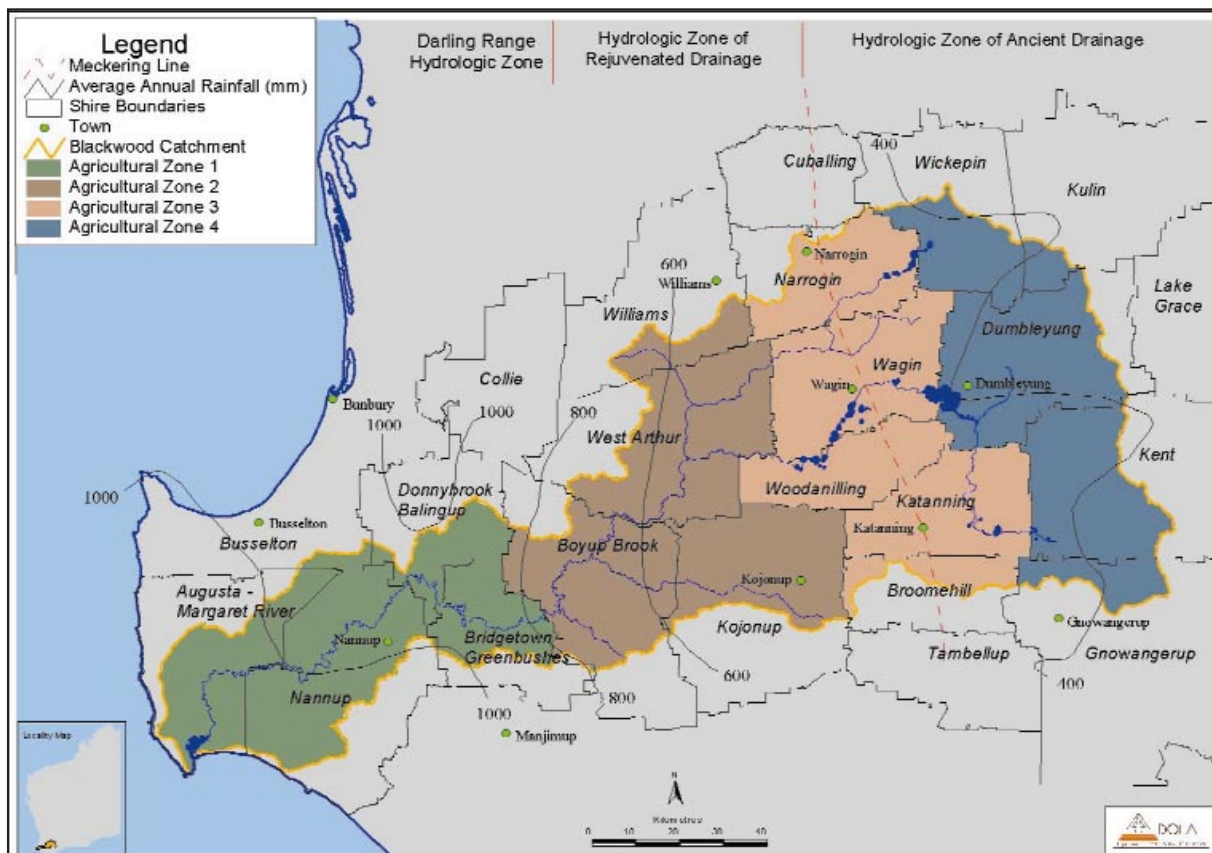 Legend
Meckering Line
Average Annual Rainfall (mm)
Shire Boundaries
Town
Blackwood Catchment
Agricultural Zone 1
Agricultural Zone 2
Agricultural Zone 3
Agricultural Zone 4
Darling Range
Hydrologic Zone
Hydrologic Zone of
Rejuvenated Drainage
Hydrologic Zone of Ancient Drainage
Cuballing
400
Wickepin
Kulin
Narrogin
Narrogin
600
Williams
Williams
Lake
Grace
Dumbleyung
Collie
Wagin
Wagin
Dumbleyung
Bunbury
1000
1000
800
West Arthur
Kent
1000
Donnybrook
Balingup
Woodanilling
Katanning
Katanning
Busselton
Busselton
Boyup Brook
Kojonup
Augusta -
Margaret River
Broomehill
Gnowangerup
Kojonup
Nannup
Bridgetown -
Greenbushes
Tambellup
Gnowangerup
600
400
Nannup
800
1000
Manjimup
Locality Map
N
Kilometres
0 10 20 30 40
DOLA